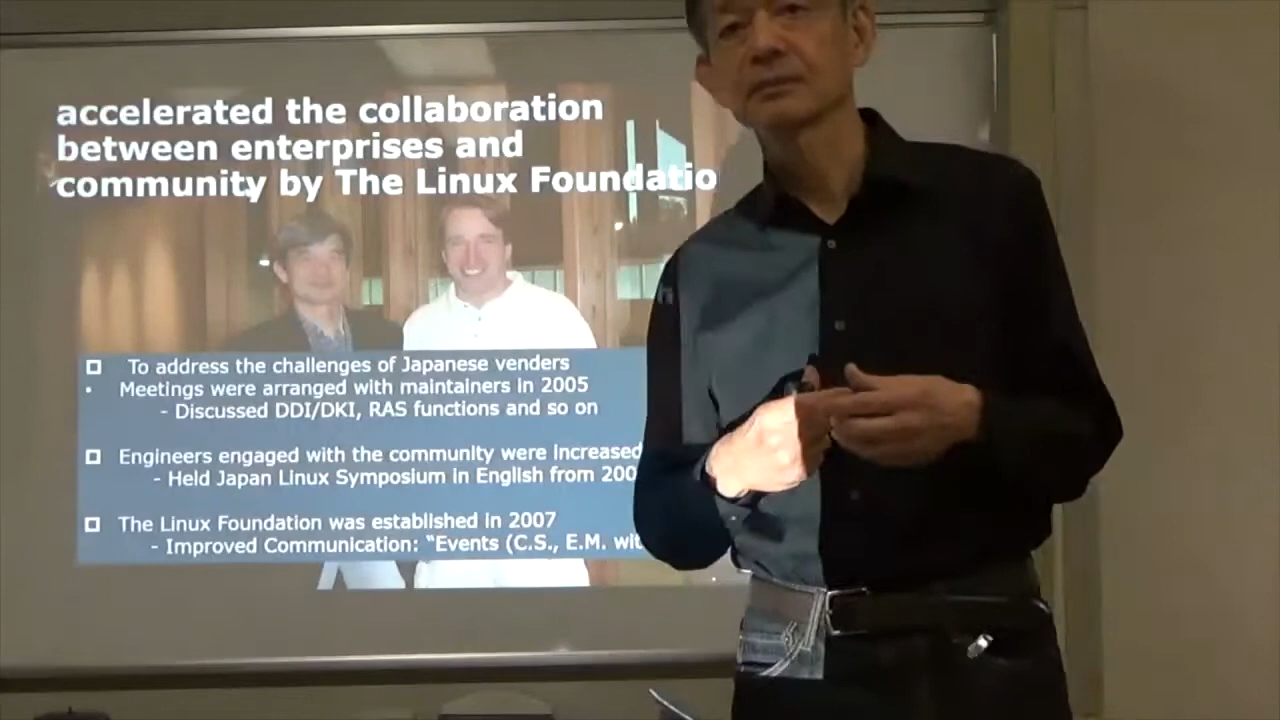 accelerated the collaboration
between enterprises and
community by The Linux Foundatio
To address the challenges of Japanese venders
Meetings were arranged with maintainers in 2005
- Discussed DDI/DKI, RAS functions and so on
Engineers engaged with the community were increased
- Held Japan Linux Symposium in English from 200
The Linux Foundation was established in 2007
- Improved Communication: “Events (C.S., E.M. wit